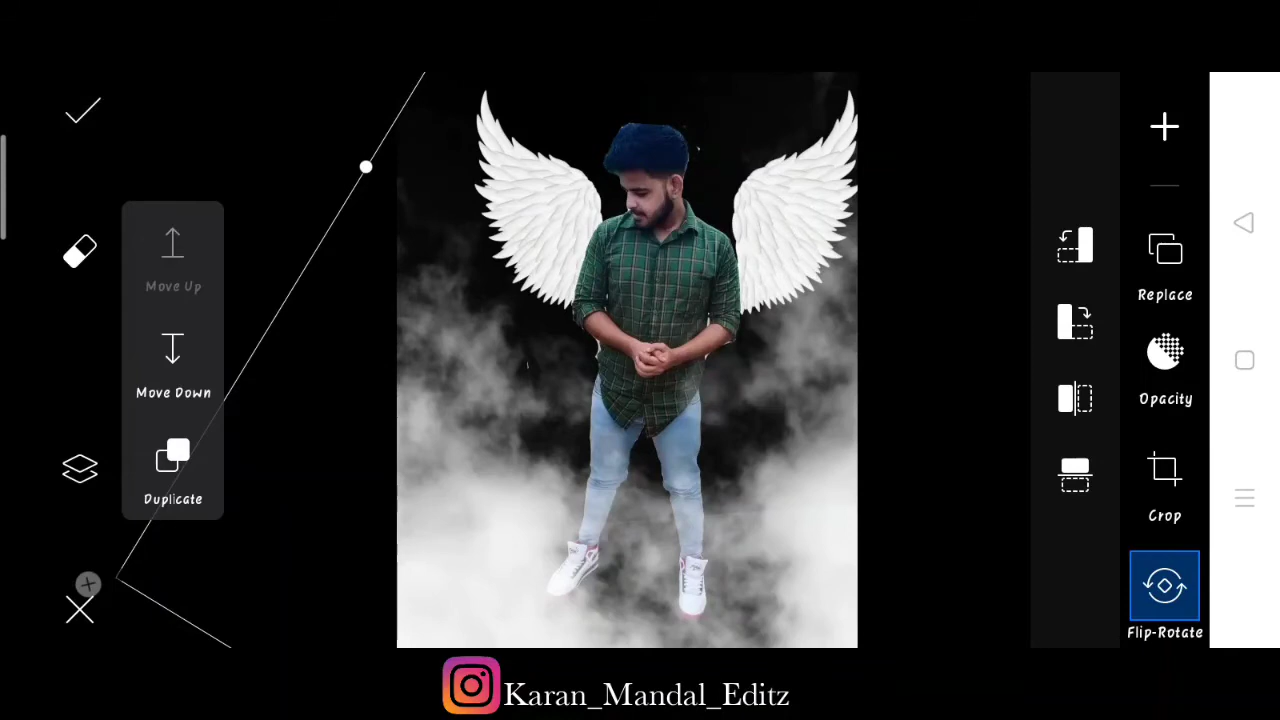 Move Up
Move Down
Duplicate
Replace
Opacity
Crop
Flip-Rotate
Karan_Mandal_Editz